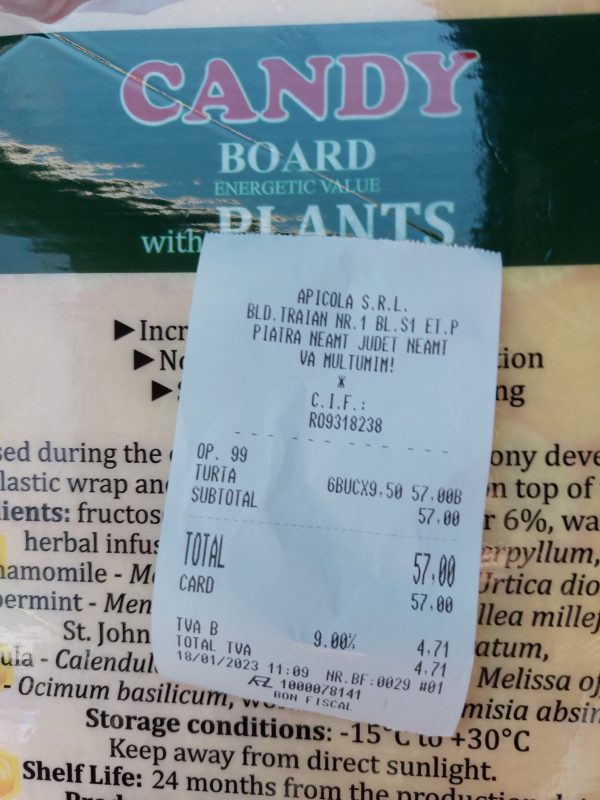 CANDY
BOARD
ENERGETIC VALUE
with PLANTS
APICOLA S.R.L.
BLD.TRAIAN NR.1 BL.S1 ET.P
PIATRA NEAMT JUDET NEAMT
VA MULTUMIM!
*
C.I.F.:
RO9318238
OP. 99
TURTA
6BUCX9,50 57,00B
SUBTOTAL 57,00
TOTAL 57,00
CARD 57,00
TVA B 9.00% 4,71
TOTAL TVA 4,71
18/01/2023 11:09 NR.BF:0029 #01
1000078141
BON FISCAL
►Incr
►No
tion
ng
sed during the
ony deve
lastic wrap an
n top of
ients: fructos
r 6%, wa
herbal infus
erpyllum,
hamomile - M
Urtica dio
permint - Men
llea millef
St. John
atum,
ula - Calendul
Melissa of
- Ocimum basilicum,
misia absin
Storage conditions: -15°C to +30°C
Keep away from direct sunlight.
Shelf Life: 24 months from the production